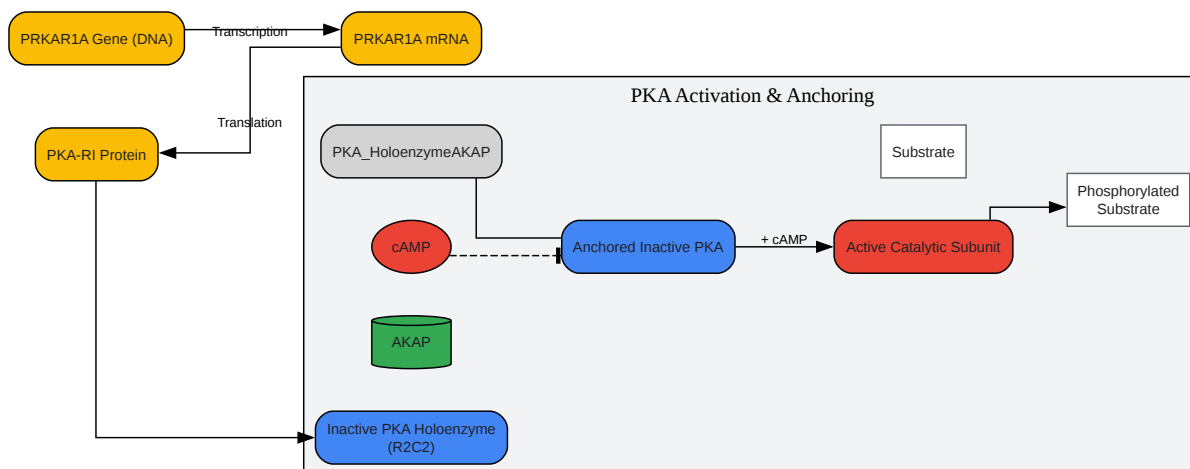 PRKAR1A Gene (DNA)
Transcription
PRKAR1A mRNA
PKA Activation & Anchoring
Translation
PKA-RI Protein
PKA_HoloenzymeAKAP
Substrate
Phosphorylated
Substrate
cAMP
Anchored Inactive PKA
+ cAMP
Active Catalytic Subunit
AKAP
Inactive PKA Holoenzyme
(R2C2)